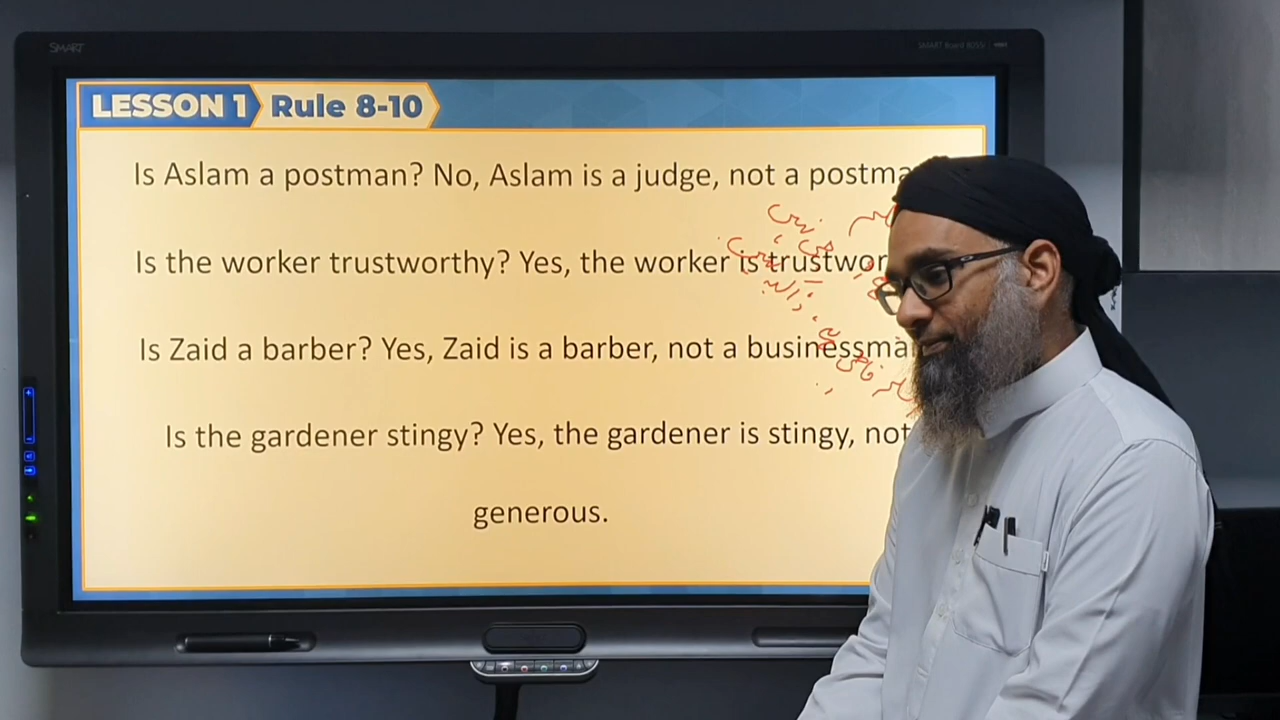 SMART
SMART Board
LESSON 1 Rule 8-10
Is Aslam a postman? No, Aslam is a judge, not a postma
Is the worker trustworthy? Yes, the worker is trustwor
Is Zaid a barber? Yes, Zaid is a barber, not a businessma
Is the gardener stingy? Yes, the gardener is stingy, not
generous.